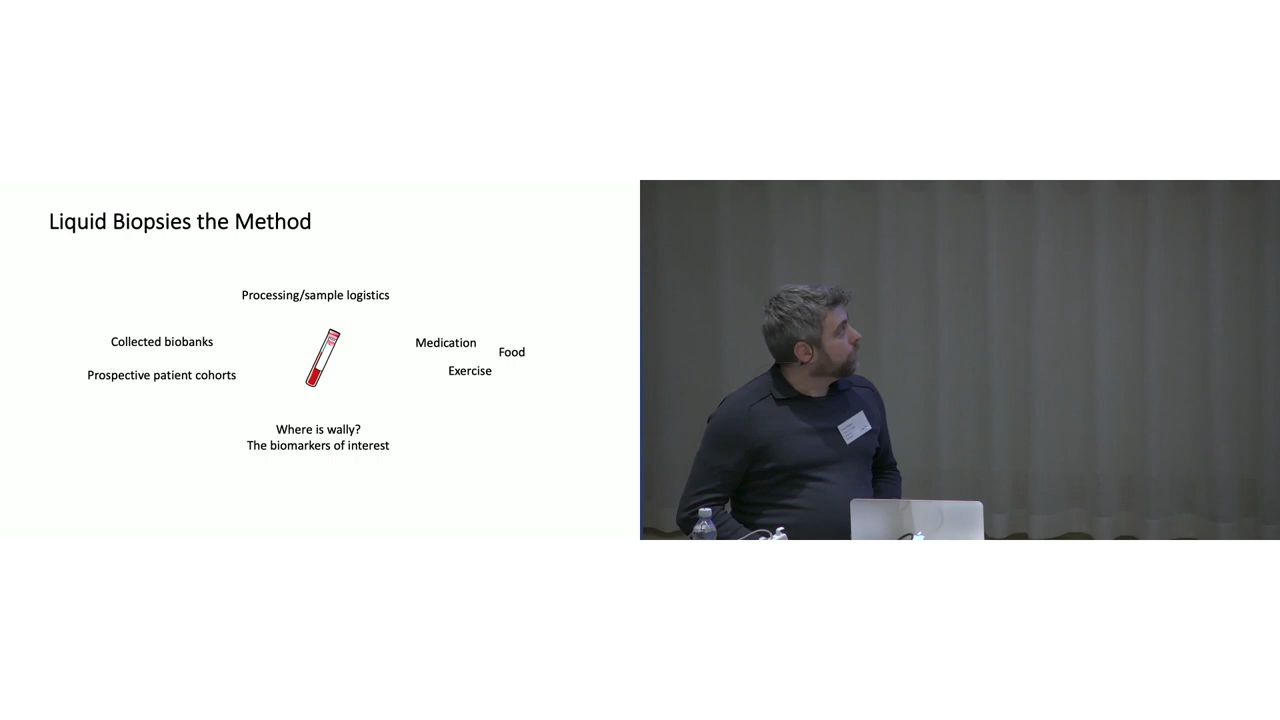 Liquid Biopsies the Method
Processing/sample logistics
Collected biobanks
Medication
Food
Prospective patient cohorts
Exercise
Where is wally?
The biomarkers of interest